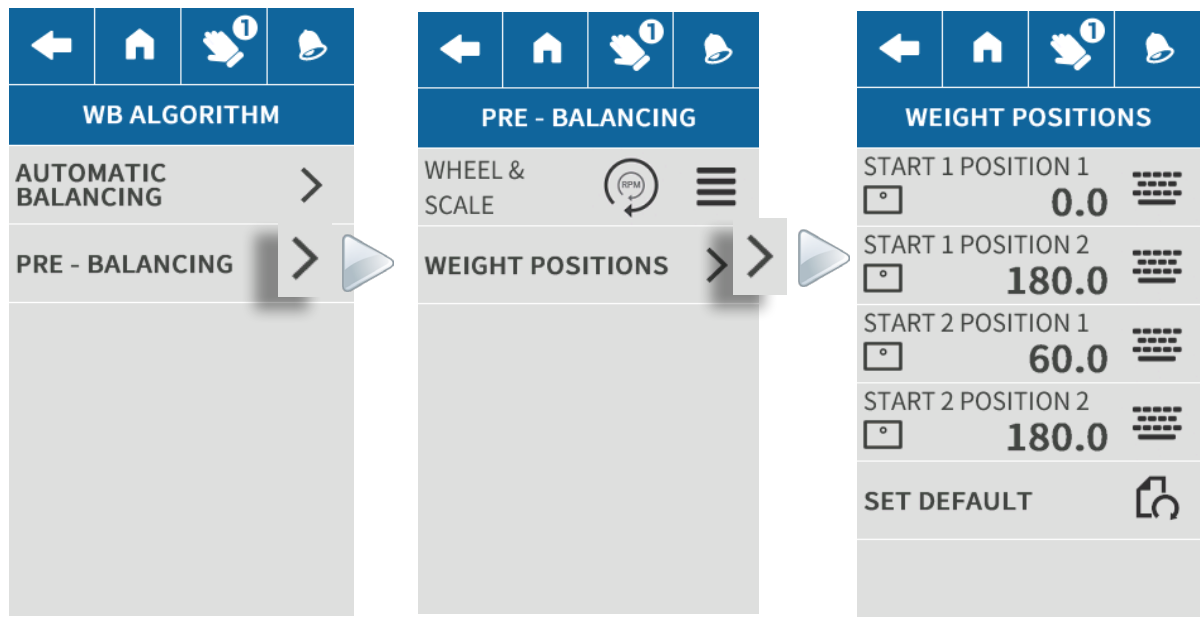 1
WB ALGORITHM
AUTOMATIC
BALANCING
PRE - BALANCING
1
PRE - BALANCING
WHEEL &
SCALE
RPM
WEIGHT POSITIONS
1
WEIGHT POSITIONS
START 1 POSITION 1
0.0
START 1 POSITION 2
180.0
START 2 POSITION 1
60.0
START 2 POSITION 2
180.0
SET DEFAULT